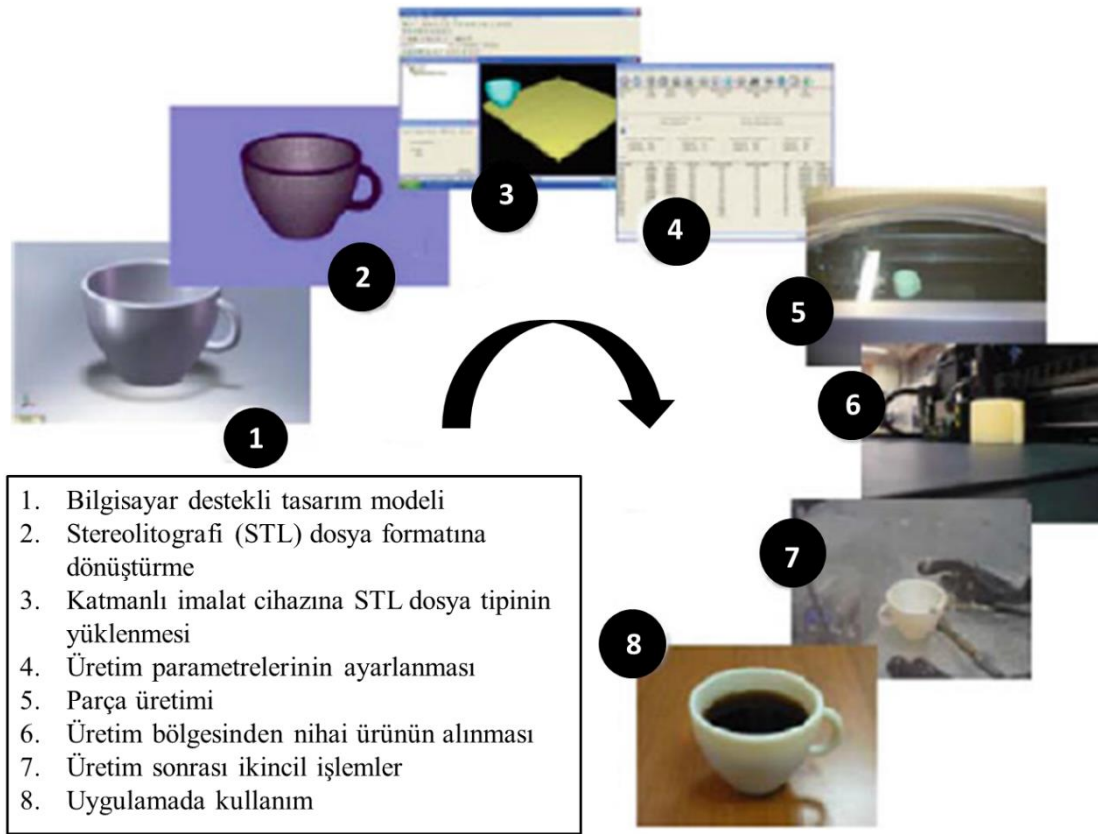 3
4
2
5
1
6
7
8
1. Bilgisayar destekli tasarım modeli
2. Stereolitografi (STL) dosya formatına
dönüştürme
3. Katmanlı imalat cihazına STL dosya tipinin
yüklenmesi
4. Üretim parametrelerinin ayarlanması
5. Parça üretimi
6. Üretim bölgesinden nihai ürünün alınması
7. Üretim sonrası ikincil işlemler
8. Uygulamada kullanım